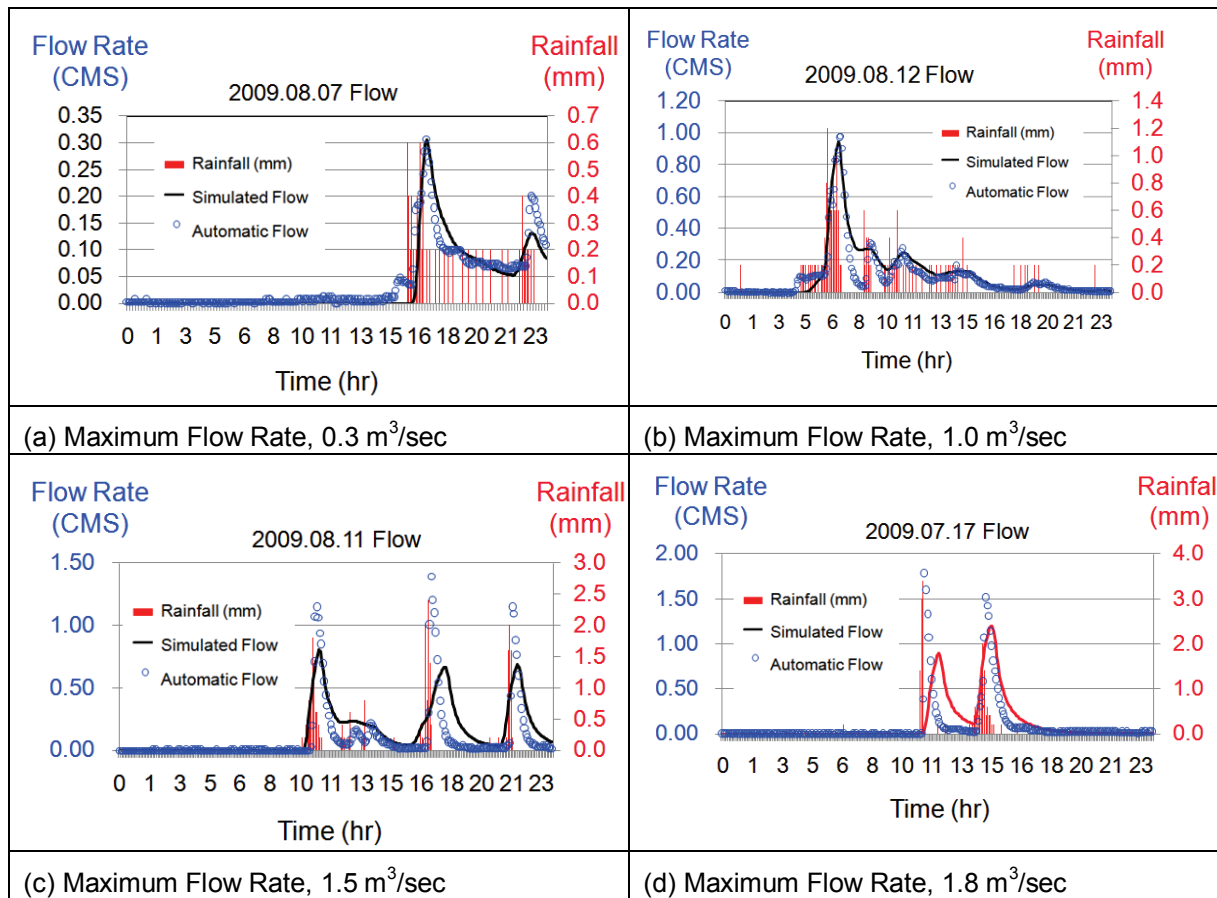 Flow Rate
(CMS)
Rainfall
(mm)
2009.08.07 Flow
0.35
0.30
0.25
0.20
0.15
0.10
0.05
0.00
0.7
0.6
0.5
0.4
0.3
0.2
0.1
0.0
Rainfall (mm)
Simulated Flow
Automatic Flow
0 1 3 5 6 8 10 11 13 15 16 18 20 21 23
Time (hr)
(a) Maximum Flow Rate, 0.3 m³/sec
Flow Rate
(CMS)
Rainfall
(mm)
2009.08.12 Flow
1.20
1.00
0.80
0.60
0.40
0.20
0.00
1.4
1.2
1.0
0.8
0.6
0.4
0.2
0.0
Rainfall (mm)
Simulated Flow
Automatic Flow
0 1 3 5 6 8 10 11 13 15 16 18 20 21 23
Time (hr)
(b) Maximum Flow Rate, 1.0 m³/sec
Flow Rate
(CMS)
Rainfall
(mm)
2009.08.11 Flow
1.50
1.00
0.50
0.00
3.0
2.5
2.0
1.5
1.0
0.5
0.0
Rainfall (mm)
Simulated Flow
Automatic Flow
0 1 3 5 6 8 10 11 13 15 16 18 20 21 23
Time (hr)
(c) Maximum Flow Rate, 1.5 m³/sec
Flow Rate
(CMS)
Rainfall
(mm)
2009.07.17 Flow
2.00
1.50
1.00
0.50
0.00
4.0
3.0
2.0
1.0
0.0
Rainfall (mm)
Simulated Flow
Automatic Flow
0 1 3 5 6 8 10 11 13 15 16 18 20 21 23
Time (hr)
(d) Maximum Flow Rate, 1.8 m³/sec